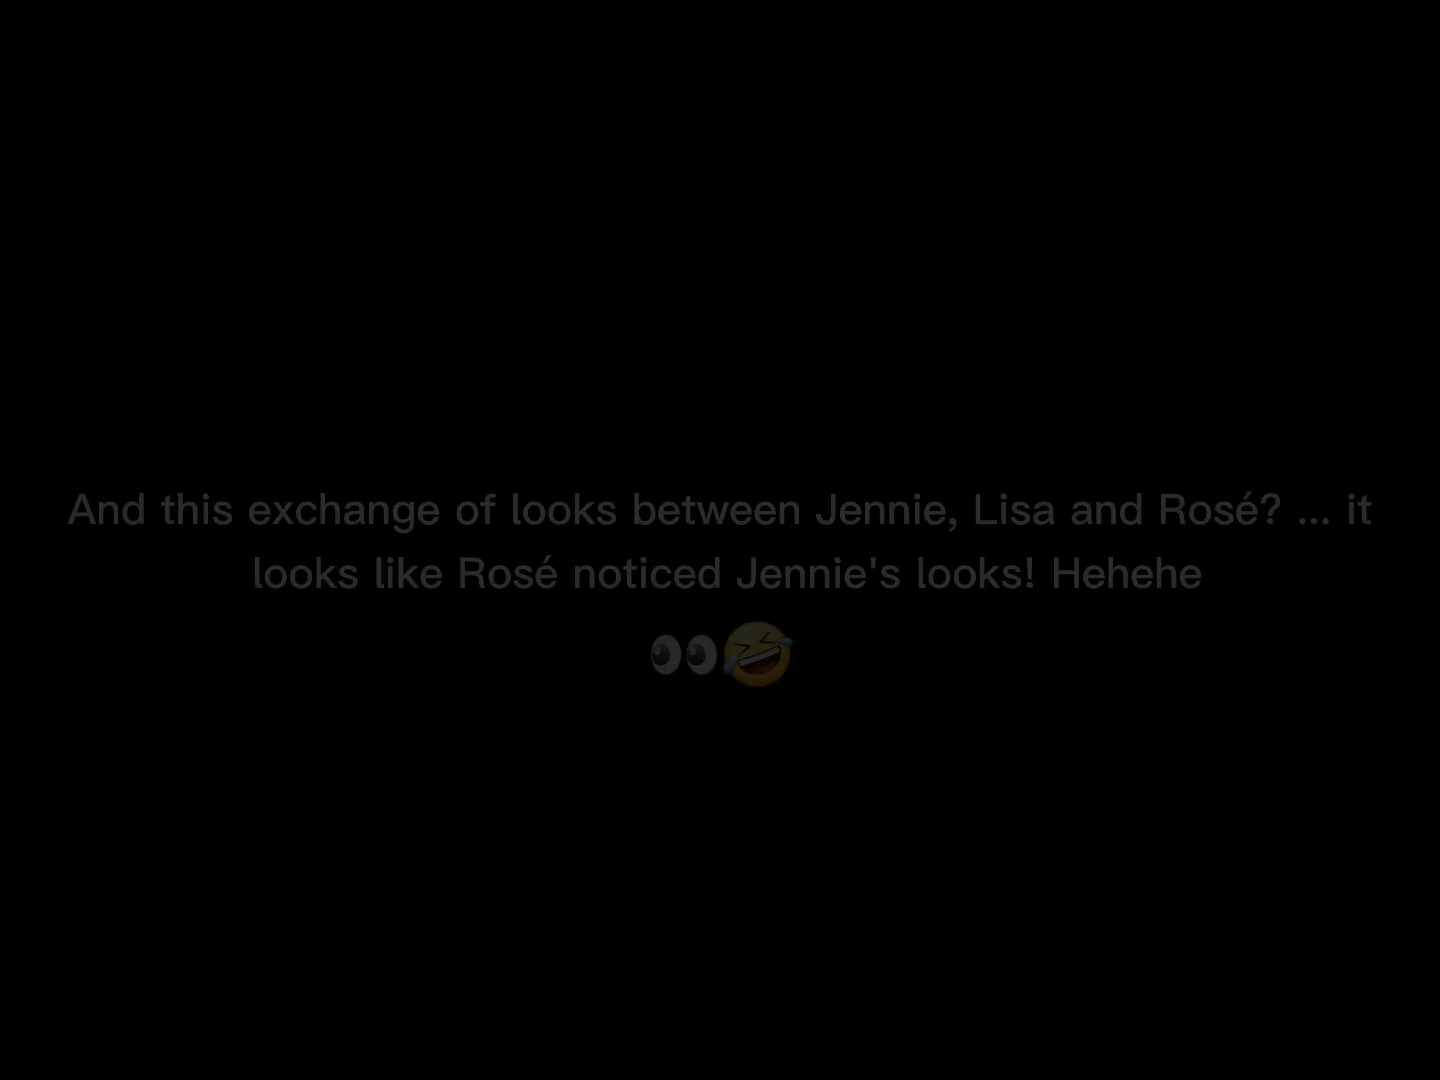 And this exchange of looks between Jennie, Lisa and Rosé? ... it
looks like Rosé noticed Jennie's looks! Hehehe
👀🤣